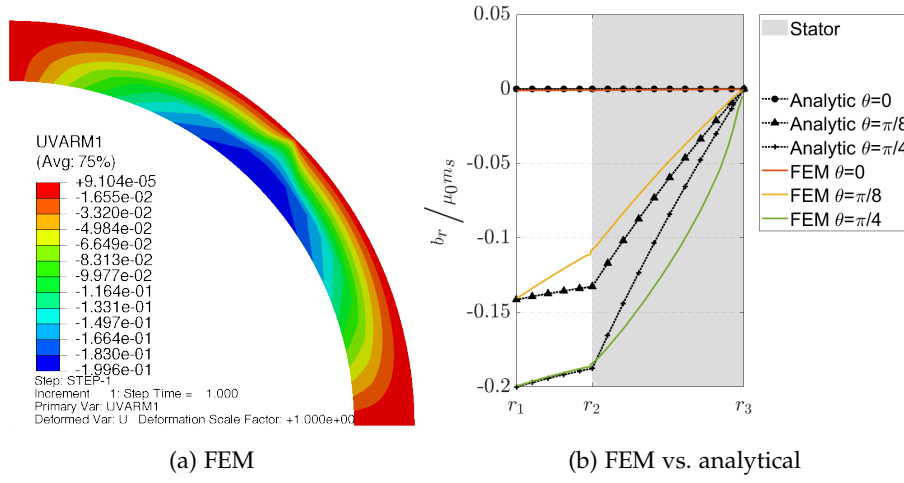 UVARM1
(Avg: 75%)
+9.104e-05
-1.655e-02
-3.320e-02
-4.984e-02
-6.649e-02
-8.313e-02
-9.977e-02
-1.164e-01
-1.331e-01
-1.497e-01
-1.664e-01
-1.830e-01
-1.996e-01
Step: STEP-1
Increment 1: Step Time = 1.000
Primary Var: UVARM1
Deformed Var: U Deformation Scale Factor: +1.000e+00
(a) FEM
0.05
0
-0.05
-0.1
-0.15
-0.2
b_r / μ_0 m_s
r_1 r_2 r_3
Stator
Analytic θ=0
Analytic θ=π/8
Analytic θ=π/4
FEM θ=0
FEM θ=π/8
FEM θ=π/4
(b) FEM vs. analytical